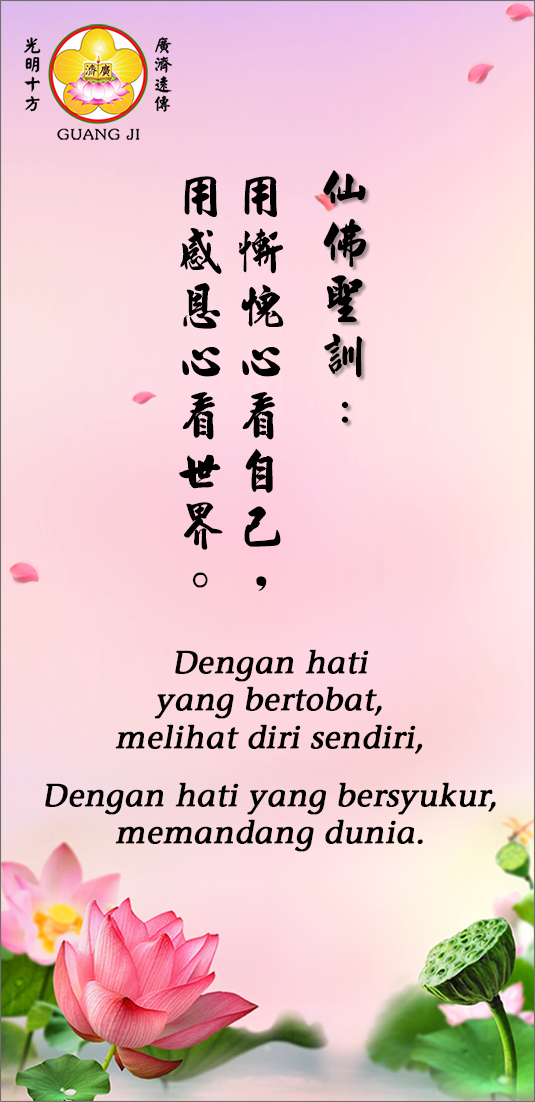 光明十方
廣濟遠傳
廣濟
GUANG JI
仙佛聖訓：
用慚愧心看自己，
用感恩心看世界。
Dengan hati
yang bertobat,
melihat diri sendiri,
Dengan hati yang bersyukur,
memandang dunia.